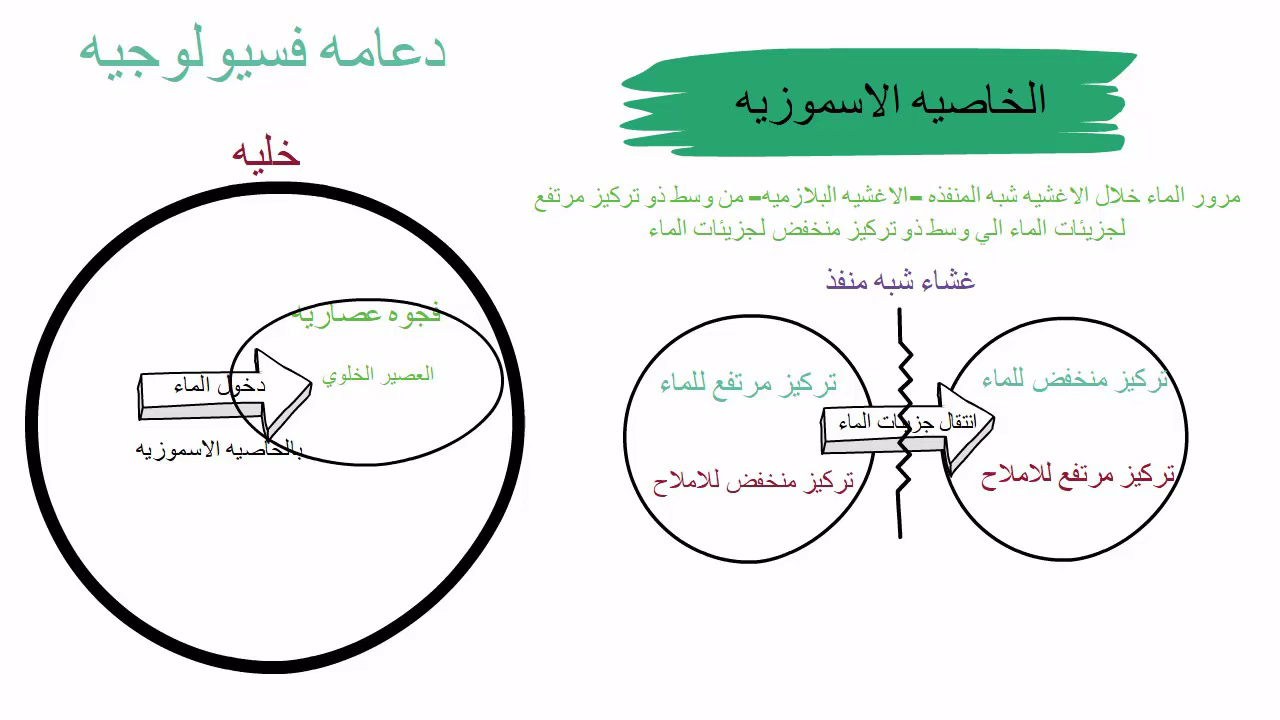 دعامه فسيولوجيه
الخاصيه الاسموزيه
مرور الماء خلال الاغشيه شبه المنفذه -الاغشيه البلازميه- من وسط ذو تركيز مرتفع
لجزيئات الماء الي وسط ذو تركيز منخفض لجزيئات الماء
غشاء شبه منفذ
تركيز منخفض للماء
تركيز مرتفع للماء
انتقال جزيئات الماء
تركيز مرتفع للاملاح
تركيز منخفض للاملاح
خليه
فجوه عصاريه
العصير الخلوي
دخول الماء
بالخاصيه الاسموزيه